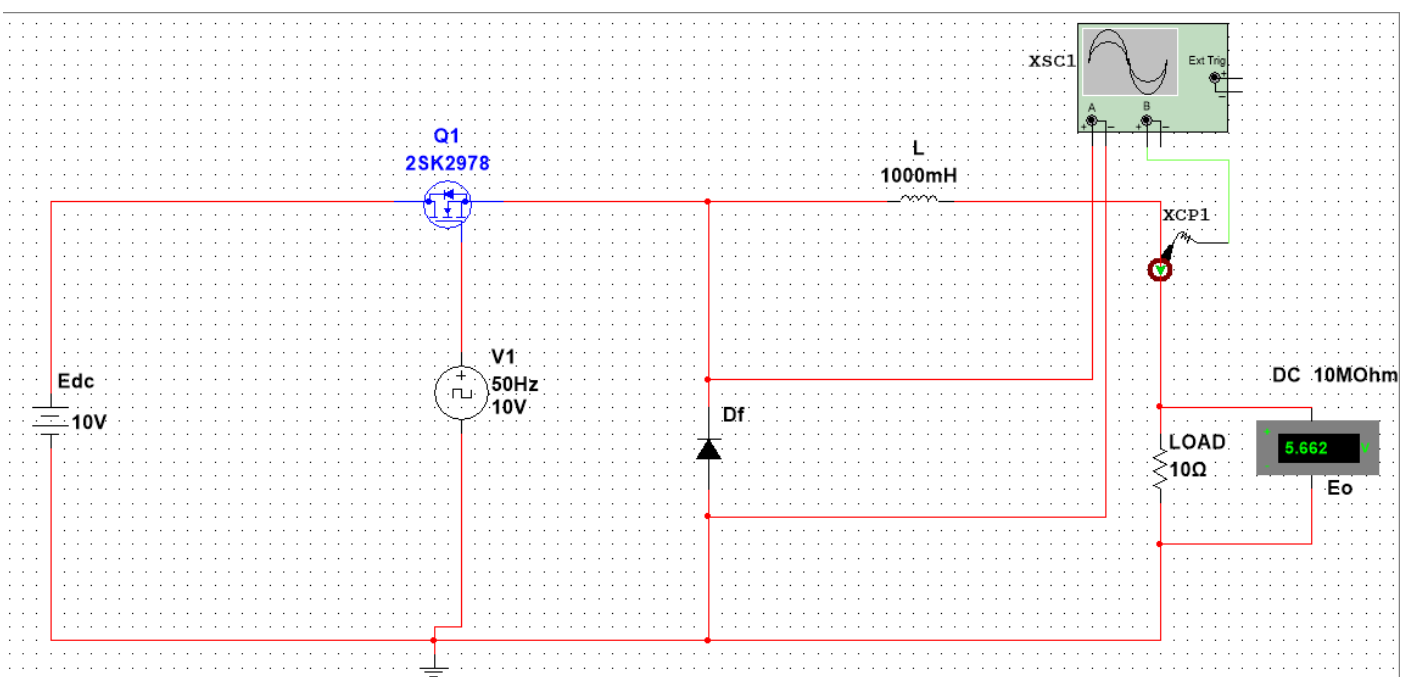 XSC1
Ext Trig
+
-
A
B
+
-
+
-
Q1
2SK2978
L
1000mH
XCP1
V1
50Hz
10V
+
Edc
10V
Df
DC 10MOhm
LOAD
10Ω
+
5.662 V
-
Eo